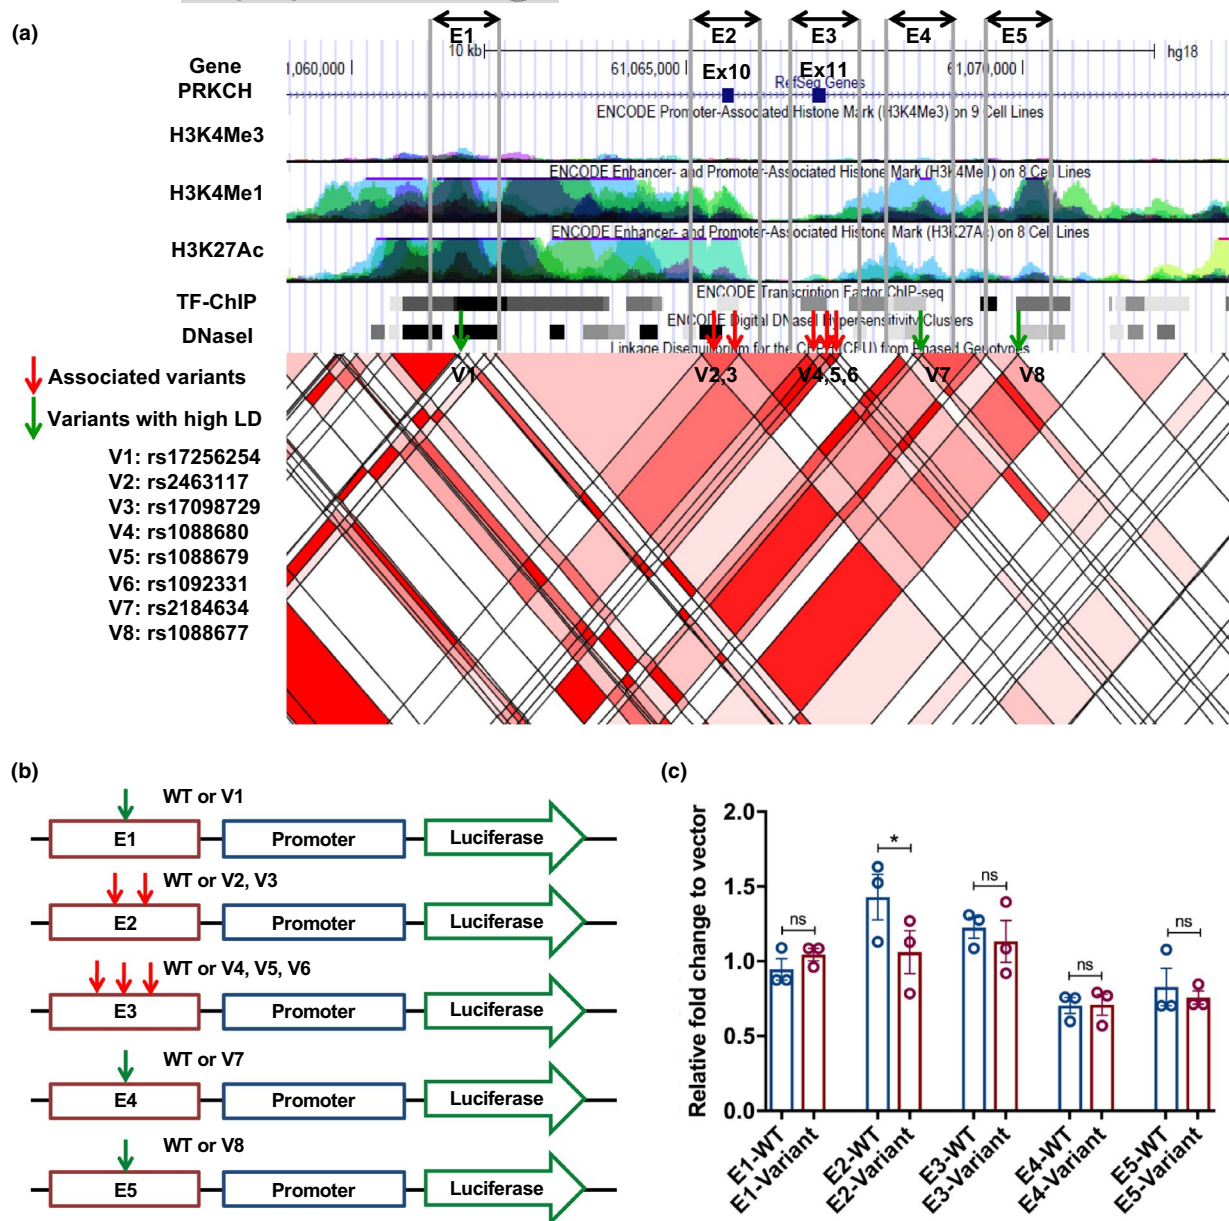 (a)
E1 E2 E3 E4 E5
10 kb hg18
Gene 1,060,000 61,065,000 61,070,000
Ex10 Ex11
PRKCH RefSeq Genes
ENCODE Promoter-Associated Histone Mark (H3K4Me3) on 9 Cell Lines
H3K4Me3
ENCODE Enhancer- and Promoter-Associated Histone Mark (H3K4Me1) on 8 Cell Lines
H3K4Me1
ENCODE Enhancer- and Promoter-Associated Histone Mark (H3K27Ac) on 8 Cell Lines
H3K27Ac
ENCODE Transcription Factor ChIP-seq
TF-ChIP
ENCODE Digital DNaseI Hypersensitivity Clusters
DNaseI
Linkage Disequilibrium for the from Phased Genotypes
V1 V2,3 V4,5,6 V7 V8
Associated variants
Variants with high LD
V1: rs17256254
V2: rs2463117
V3: rs17098729
V4: rs1088680
V5: rs1088679
V6: rs1092331
V7: rs2184634
V8: rs1088677
(b)
WT or V1
E1 Promoter Luciferase
WT or V2, V3
E2 Promoter Luciferase
WT or V4, V5, V6
E3 Promoter Luciferase
WT or V7
E4 Promoter Luciferase
WT or V8
E5 Promoter Luciferase
(c)
Relative fold change to vector
2.0
1.5
1.0
0.5
0.0
ns * ns ns ns
E1-WT
E1-Variant
E2-WT
E2-Variant
E3-WT
E3-Variant
E4-WT
E4-Variant
E5-WT
E5-Variant